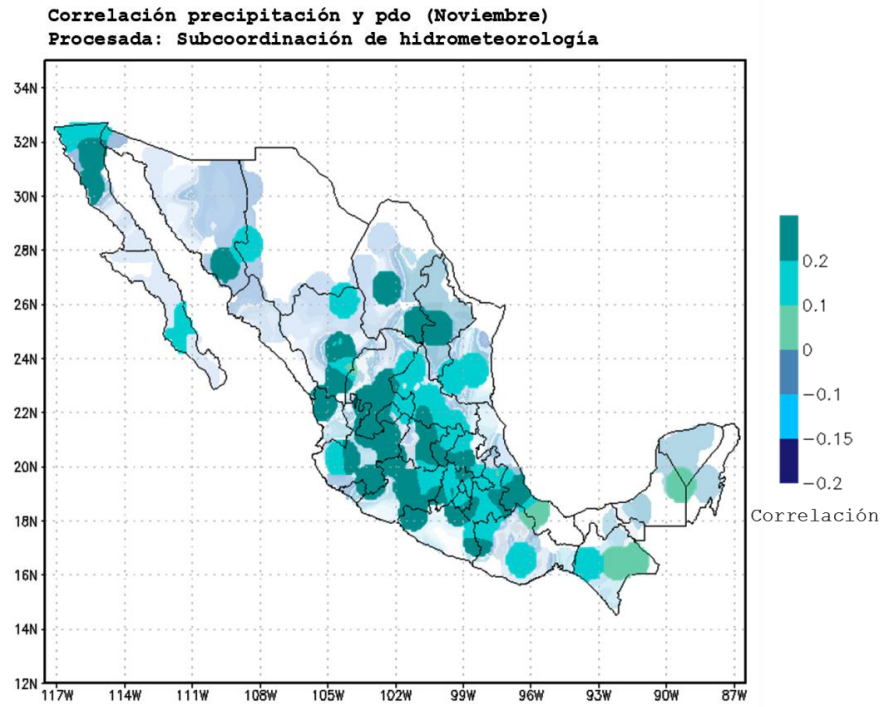 Correlación precipitación y pdo (Noviembre)
Procesada: Subcoordinación de hidrometeorología
34N
32N
30N
28N
26N
24N
22N
20N
18N
16N
14N
12N
117W 114W 111W 108W 105W 102W 99W 96W 93W 90W 87W
0.2
0.1
0
-0.1
-0.15
-0.2
Correlación